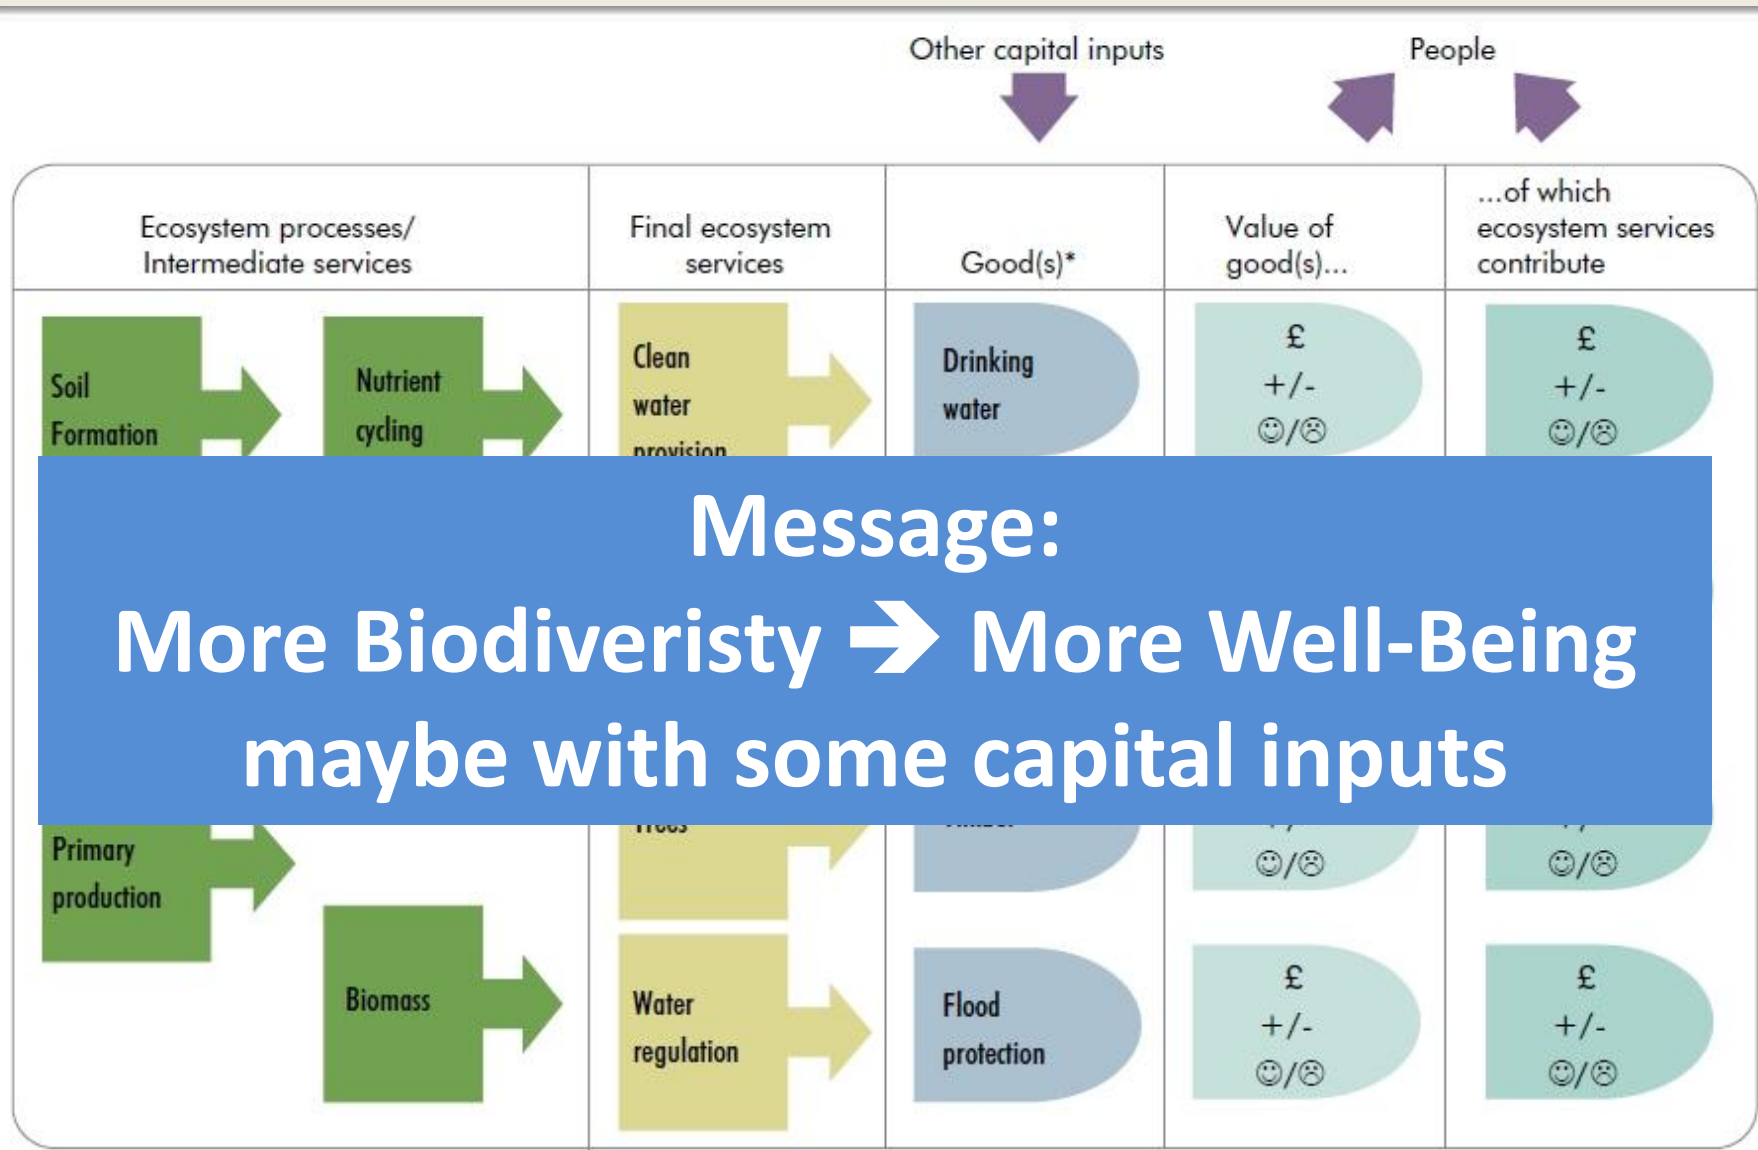 Other capital inputs
People
Ecosystem processes/
Intermediate services
Final ecosystem
services
Good(s)*
Value of
good(s)...
...of which
ecosystem services
contribute
Soil
Formation
Nutrient
cycling
Clean
water
provision
Drinking
water
£
+/-
☺/☹
£
+/-
☺/☹
Message:
More Biodiveristy ➔ More Well-Being
maybe with some capital inputs
Primary
production
Trees
☺/☹
☺/☹
Biomass
Water
regulation
Flood
protection
£
+/-
☺/☹
£
+/-
☺/☹